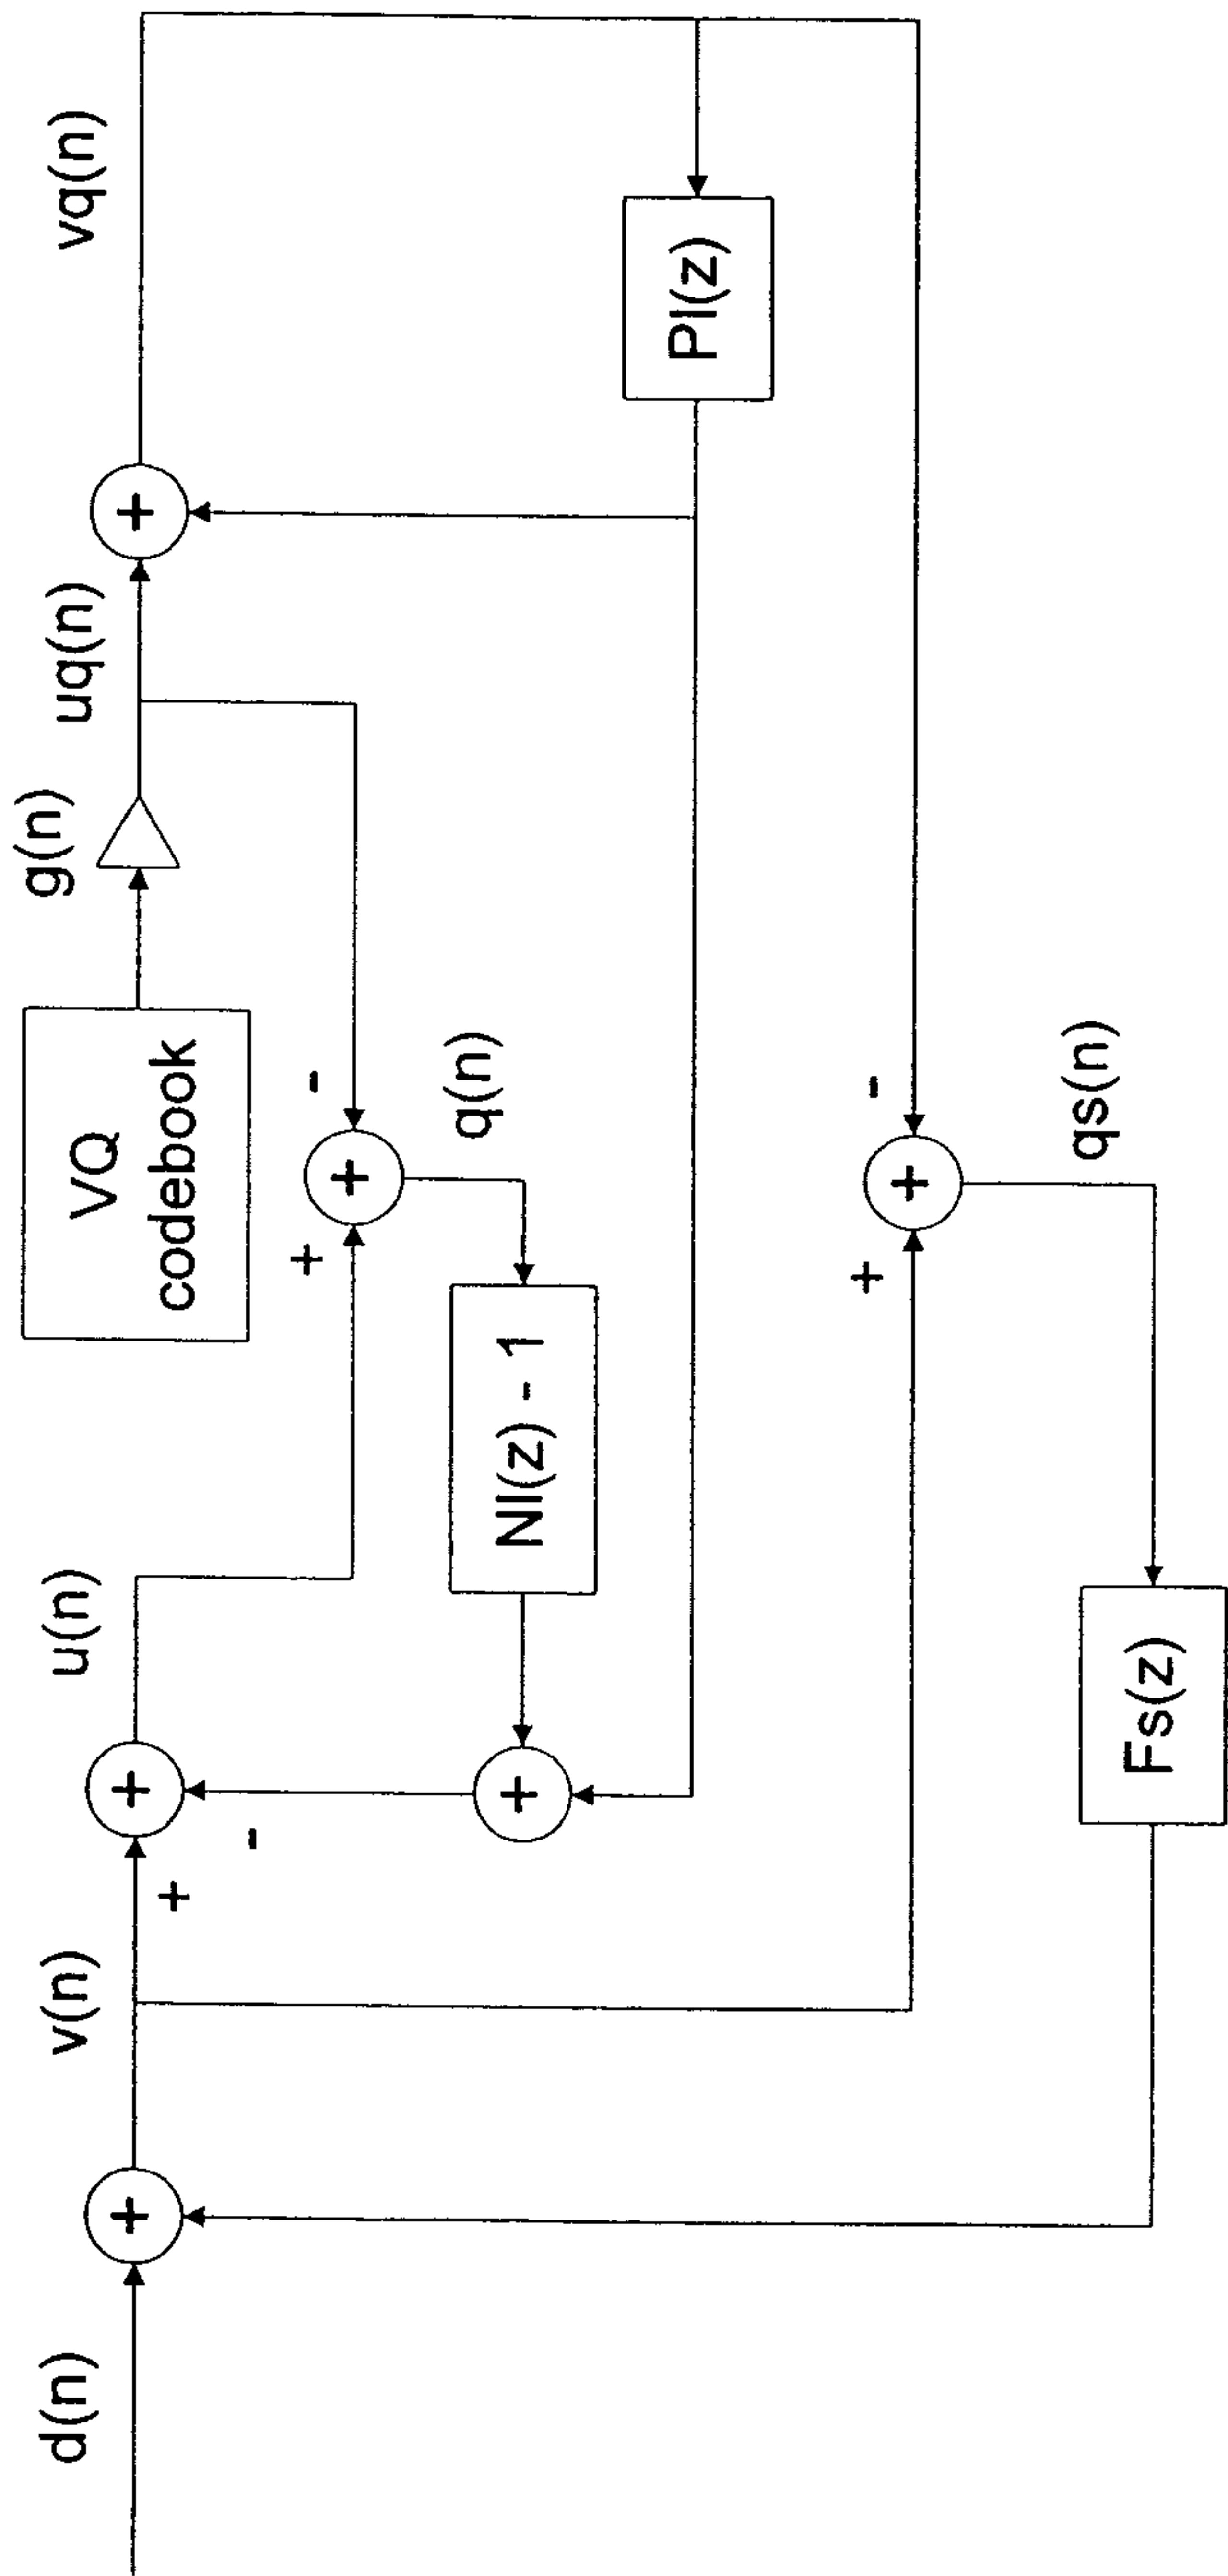 d(n)
+
v(n)
+
-
+
u(n)
+
NI(z) - 1
+
-
+
q(n)
VQ
codebook
g(n)
uq(n)
+
vq(n)
PI(z)
+
-
+
qs(n)
Fs(z)